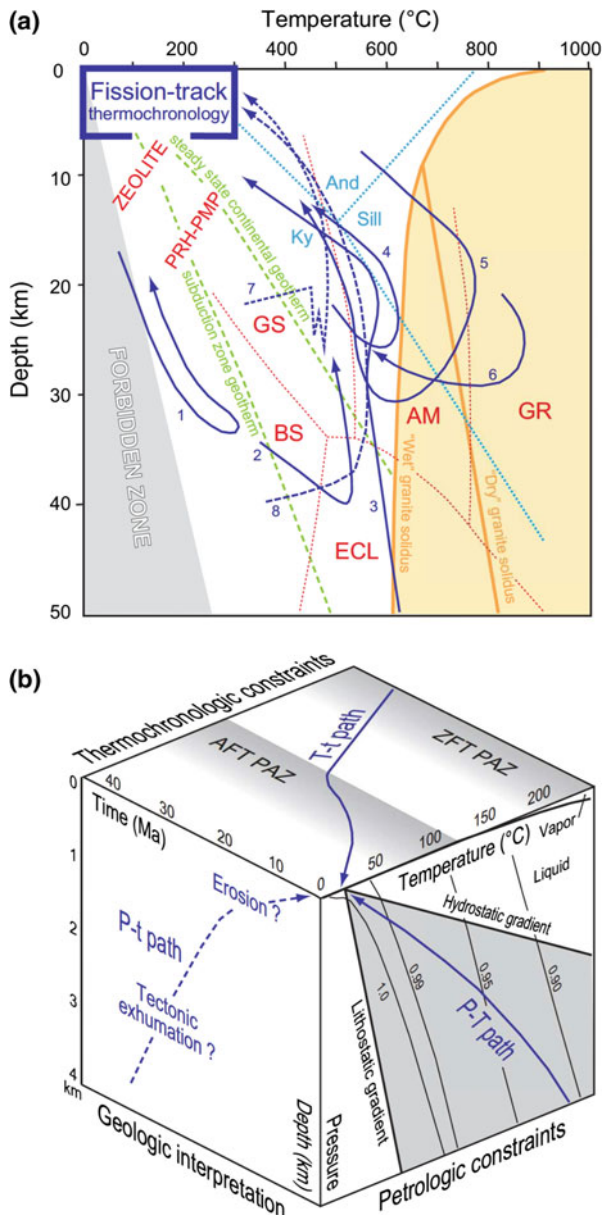 (a)
Temperature (°C)
0 200 400 600 800 1000
Depth (km)
0
10
20
30
40
50
Fission-track
thermochronology
ZEOLITE
PRH-PMP
steady state continental geotherm
subduction zone geotherm
FORBIDDEN ZONE
And
Sill
Ky
GS
BS
ECL
AM
GR
"Wet" granite solidus
"Dry" granite solidus
1
2
3
4
5
6
7
8
(b)
Thermochronologic constraints
T-t path
AFT PAZ
ZFT PAZ
Time (Ma)
40
30
20
10
0
Temperature (°C)
50
100
150
200
0
1
2
3
4
km
Erosion ?
P-t path
Tectonic
exhumation ?
Geologic interpretation
Depth (km)
Pressure
Vapor
Liquid
Hydrostatic gradient
Lithostatic gradient
1.0
0.99
0.95
0.90
P-T path
Petrologic constraints